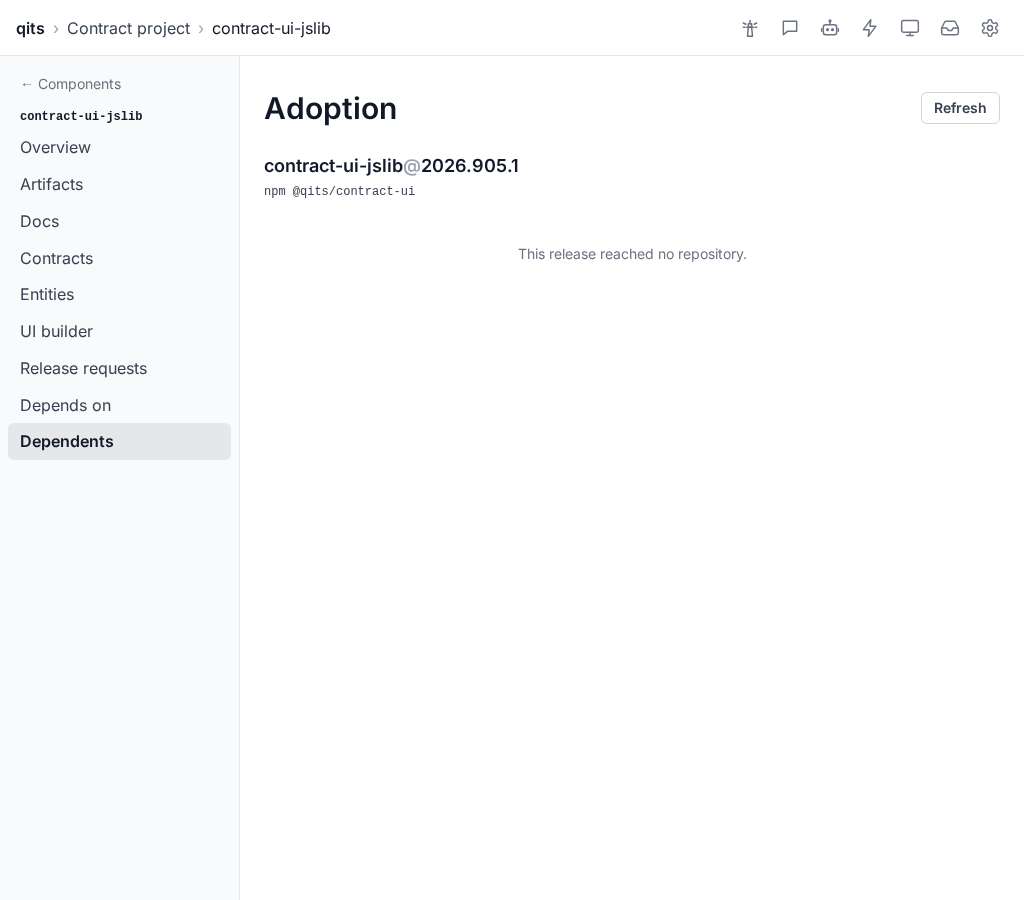 qits › Contract project › contract-ui-jslib
← Components
contract-ui-jslib
Overview
Artifacts
Docs
Contracts
Entities
UI builder
Release requests
Depends on
Dependents
Adoption
Refresh
contract-ui-jslib@2026.905.1
npm @qits/contract-ui
This release reached no repository.